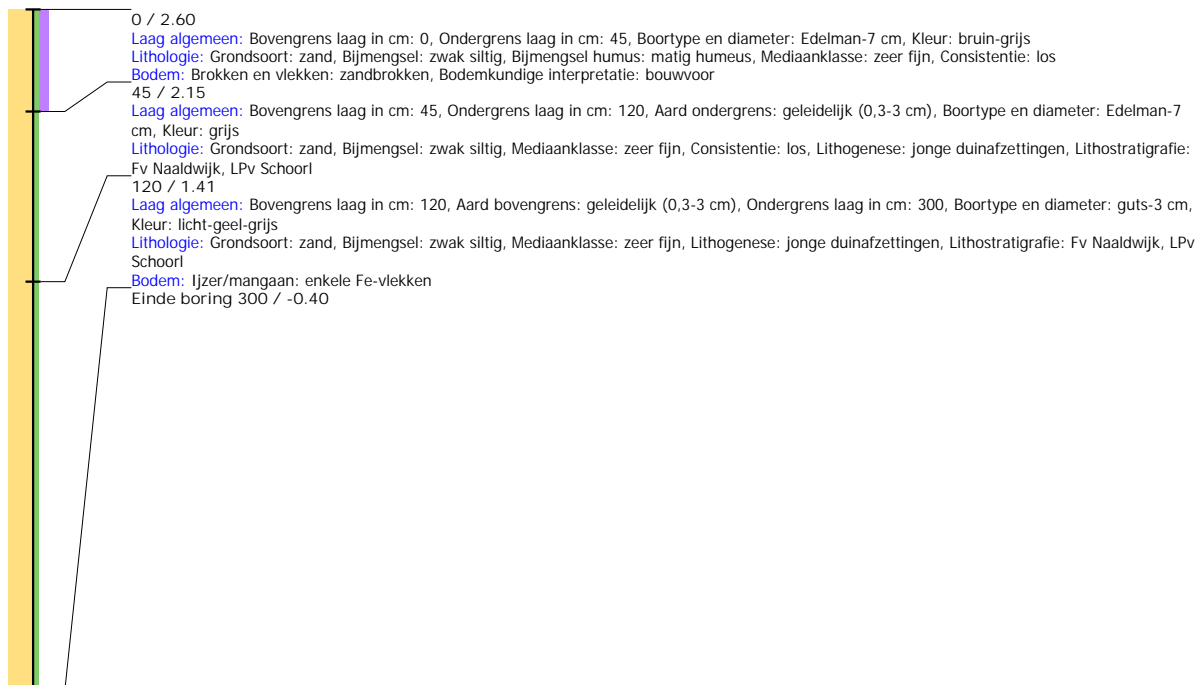 0 / 2.60
Laag algemeen: Bovengrens laag in cm: 0, Ondergrens laag in cm: 45, Boortype en diameter: Edelman-7 cm, Kleur: bruin-grijs
Lithologie: Grondsoort: zand, Bijmengsel: zwak siltig, Bijmengsel humus: matig humeus, Mediaanklasse: zeer fijn, Consistentie: los
Bodem: Brokken en vlekken: zandbrokken, Bodemkundige interpretatie: bouwvoor
45 / 2.15
Laag algemeen: Bovengrens laag in cm: 45, Ondergrens laag in cm: 120, Aard ondergrens: geleidelijk (0,3-3 cm), Boortype en diameter: Edelman-7
cm, Kleur: grijs
Lithologie: Grondsoort: zand, Bijmengsel: zwak siltig, Mediaanklasse: zeer fijn, Consistentie: los, Lithogenese: jonge duinafzettingen, Lithostratigrafie:
Fv Naaldwijk, LPv Schoorl
120 / 1.41
Laag algemeen: Bovengrens laag in cm: 120, Aard bovengrens: geleidelijk (0,3-3 cm), Ondergrens laag in cm: 300, Boortype en diameter: guts-3 cm,
Kleur: licht-geel-grijs
Lithologie: Grondsoort: zand, Bijmengsel: zwak siltig, Mediaanklasse: zeer fijn, Lithogenese: jonge duinafzettingen, Lithostratigrafie: Fv Naaldwijk, LPv
Schoorl
Bodem: Ijzer/mangaan: enkele Fe-vlekken
Einde boring 300 / -0.40